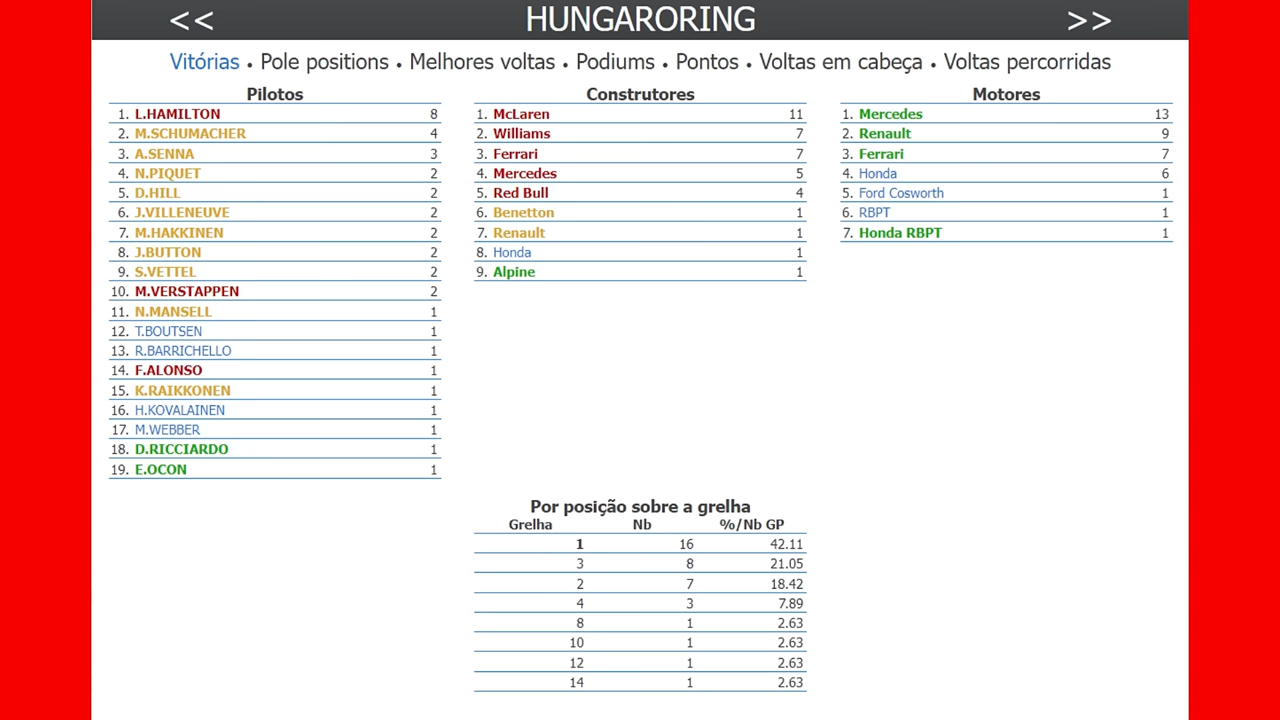 << HUNGARORING >>
Vitórias • Pole positions • Melhores voltas • Podiums • Pontos • Voltas em cabeça • Voltas percorridas
Pilotos
1. L.HAMILTON 8
2. M.SCHUMACHER 4
3. A.SENNA 3
4. N.PIQUET 2
5. D.HILL 2
6. J.VILLENEUVE 2
7. M.HAKKINEN 2
8. J.BUTTON 2
9. S.VETTEL 2
10. M.VERSTAPPEN 2
11. N.MANSELL 1
12. T.BOUTSEN 1
13. R.BARRICHELLO 1
14. F.ALONSO 1
15. K.RAIKKONEN 1
16. H.KOVALAINEN 1
17. M.WEBBER 1
18. D.RICCIARDO 1
19. E.OCON 1
Construtores
1. McLaren 11
2. Williams 7
3. Ferrari 7
4. Mercedes 5
5. Red Bull 4
6. Benetton 1
7. Renault 1
8. Honda 1
9. Alpine 1
Motores
1. Mercedes 13
2. Renault 9
3. Ferrari 7
4. Honda 6
5. Ford Cosworth 1
6. RBPT 1
7. Honda RBPT 1
Por posição sobre a grelha
Grelha Nb %/Nb GP
1 16 42.11
3 8 21.05
2 7 18.42
4 3 7.89
8 1 2.63
10 1 2.63
12 1 2.63
14 1 2.63